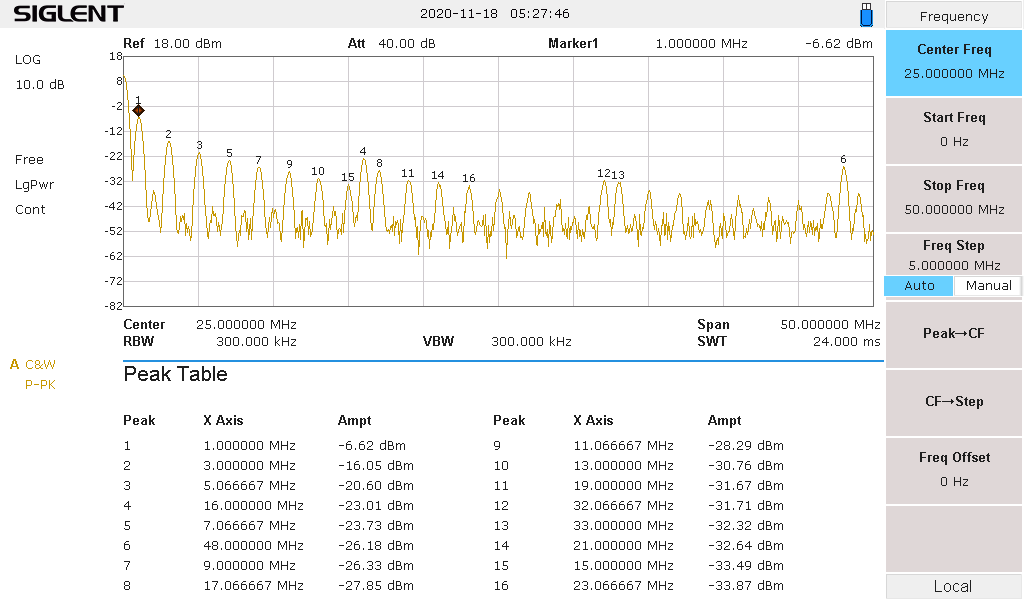 SIGLENT 2020-11-18 05:27:46
Frequency
Ref 18.00 dBm Att 40.00 dB Marker1 1.000000 MHz -6.62 dBm
LOG
10.0 dB
Free
LgPwr
Cont
A C&W
P-PK
18
8
-2
-12
-22
-32
-42
-52
-62
-72
-82
1
2
3
5
7
9
10
15
4
8
11
14
16
12
13
6
Center 25.000000 MHz Span 50.000000 MHz
RBW 300.000 kHz VBW 300.000 kHz SWT 24.000 ms
Peak Table
Peak X Axis Ampt Peak X Axis Ampt
1 1.000000 MHz -6.62 dBm 9 11.066667 MHz -28.29 dBm
2 3.000000 MHz -16.05 dBm 10 13.000000 MHz -30.76 dBm
3 5.066667 MHz -20.60 dBm 11 19.000000 MHz -31.67 dBm
4 16.000000 MHz -23.01 dBm 12 32.066667 MHz -31.71 dBm
5 7.066667 MHz -23.73 dBm 13 33.000000 MHz -32.32 dBm
6 48.000000 MHz -26.18 dBm 14 21.000000 MHz -32.64 dBm
7 9.000000 MHz -26.33 dBm 15 15.000000 MHz -33.49 dBm
8 17.066667 MHz -27.85 dBm 16 23.066667 MHz -33.87 dBm
Center Freq
25.000000 MHz
Start Freq
0 Hz
Stop Freq
50.000000 MHz
Freq Step
5.000000 MHz
Auto Manual
Peak→CF
CF→Step
Freq Offset
0 Hz
Local